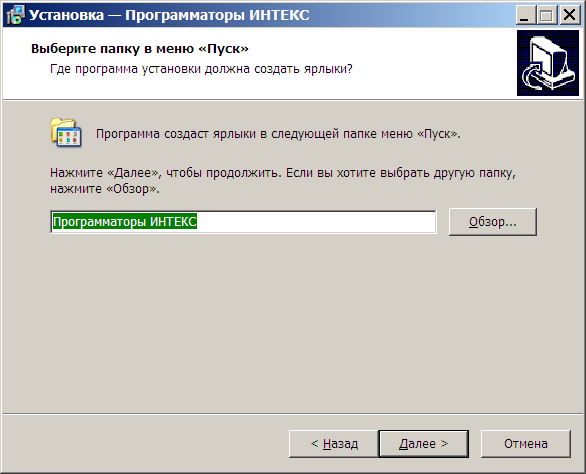 Установка — Программаторы ИНТЕКС
Выберите папку в меню «Пуск»
Где программа установки должна создать ярлыки?
Программа создаст ярлыки в следующей папке меню «Пуск».
Нажмите «Далее», чтобы продолжить. Если вы хотите выбрать другую папку,
нажмите «Обзор».
Программаторы ИНТЕКС
Обзор...
< Назад
Далее >
Отмена